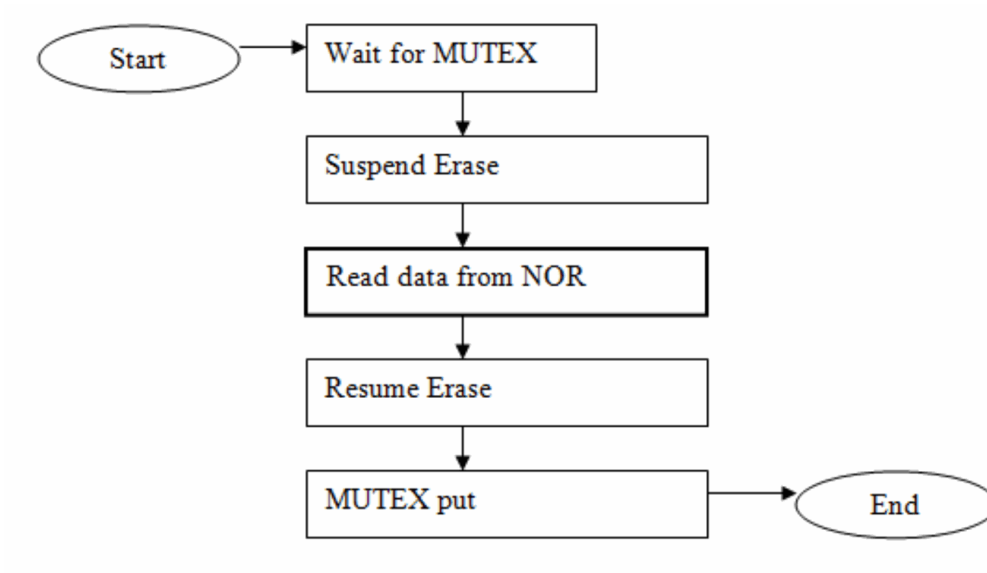 Start
Wait for MUTEX
Suspend Erase
Read data from NOR
Resume Erase
MUTEX put
End